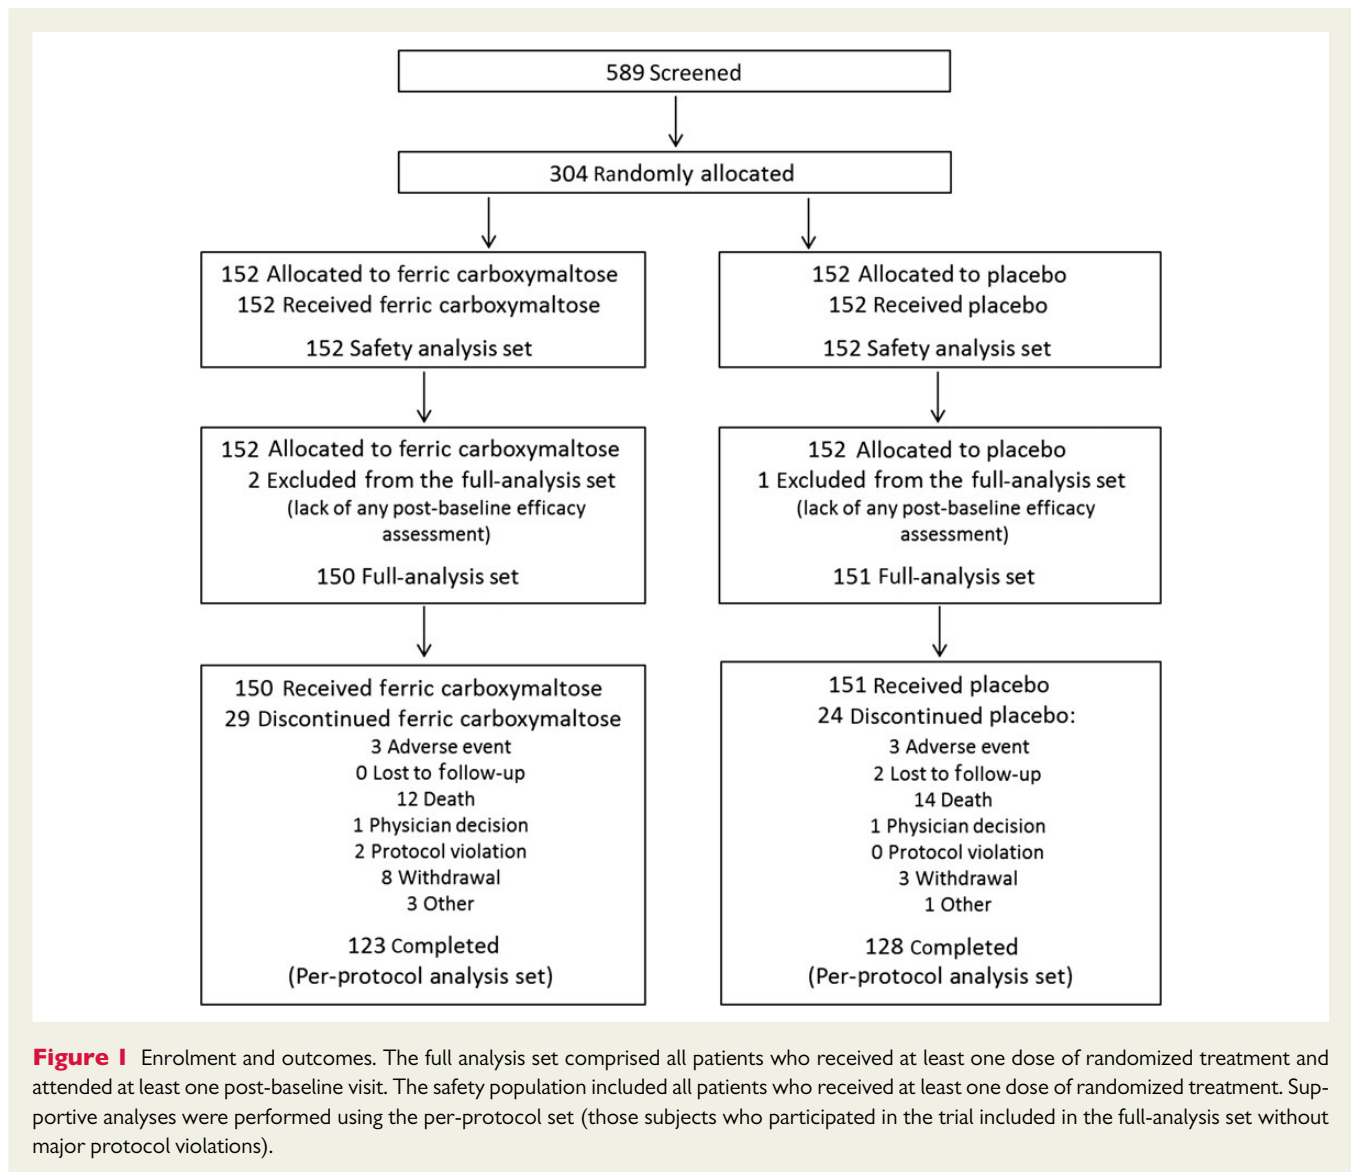 589 Screened
304 Randomly allocated
152 Allocated to ferric carboxymaltose
152 Received ferric carboxymaltose
152 Safety analysis set
152 Allocated to placebo
152 Received placebo
152 Safety analysis set
152 Allocated to ferric carboxymaltose
2 Excluded from the full-analysis set
(lack of any post-baseline efficacy
assessment)
150 Full-analysis set
152 Allocated to placebo
1 Excluded from the full-analysis set
(lack of any post-baseline efficacy
assessment)
151 Full-analysis set
150 Received ferric carboxymaltose
29 Discontinued ferric carboxymaltose
3 Adverse event
0 Lost to follow-up
12 Death
1 Physician decision
2 Protocol violation
8 Withdrawal
3 Other
123 Completed
(Per-protocol analysis set)
151 Received placebo
24 Discontinued placebo:
3 Adverse event
2 Lost to follow-up
14 Death
1 Physician decision
0 Protocol violation
3 Withdrawal
1 Other
128 Completed
(Per-protocol analysis set)
Figure 1 Enrolment and outcomes. The full analysis set comprised all patients who received at least one dose of randomized treatment and
attended at least one post-baseline visit. The safety population included all patients who received at least one dose of randomized treatment. Sup-
portive analyses were performed using the per-protocol set (those subjects who participated in the trial included in the full-analysis set without
major protocol violations).